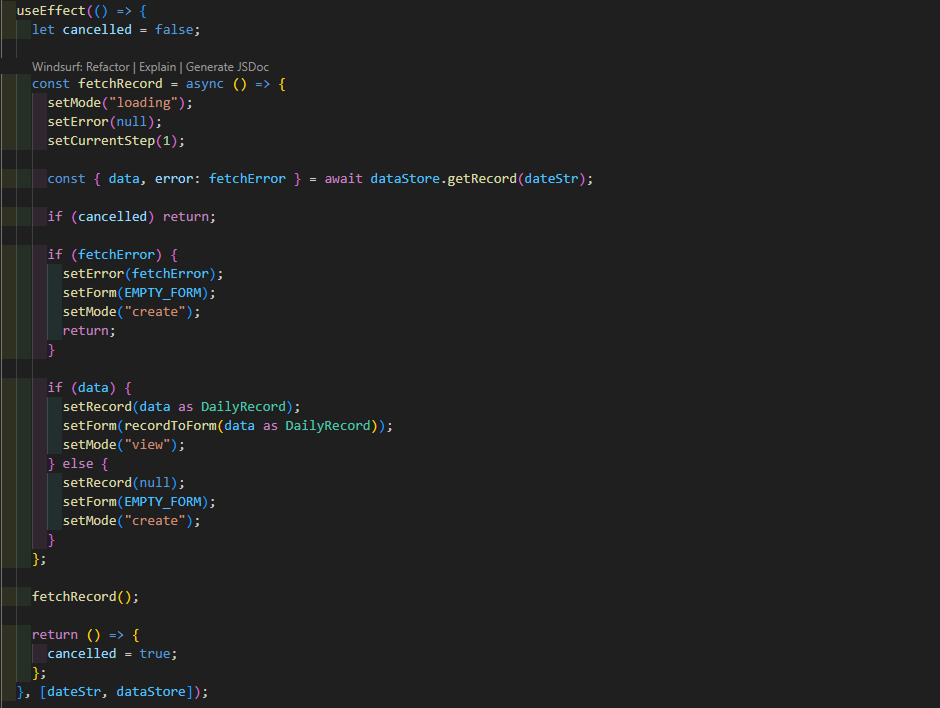 useEffect(() => {
let cancelled = false;
Windsurf: Refactor | Explain | Generate JSDoc
const fetchRecord = async () => {
setMode("loading");
setError(null);
setCurrentStep(1);
const { data, error: fetchError } = await dataStore.getRecord(dateStr);
if (cancelled) return;
if (fetchError) {
setError(fetchError);
setForm(EMPTY_FORM);
setMode("create");
return;
}
if (data) {
setRecord(data as DailyRecord);
setForm(recordToForm(data as DailyRecord));
setMode("view");
} else {
setRecord(null);
setForm(EMPTY_FORM);
setMode("create");
}
};
fetchRecord();
return () => {
cancelled = true;
};
}, [dateStr, dataStore]);